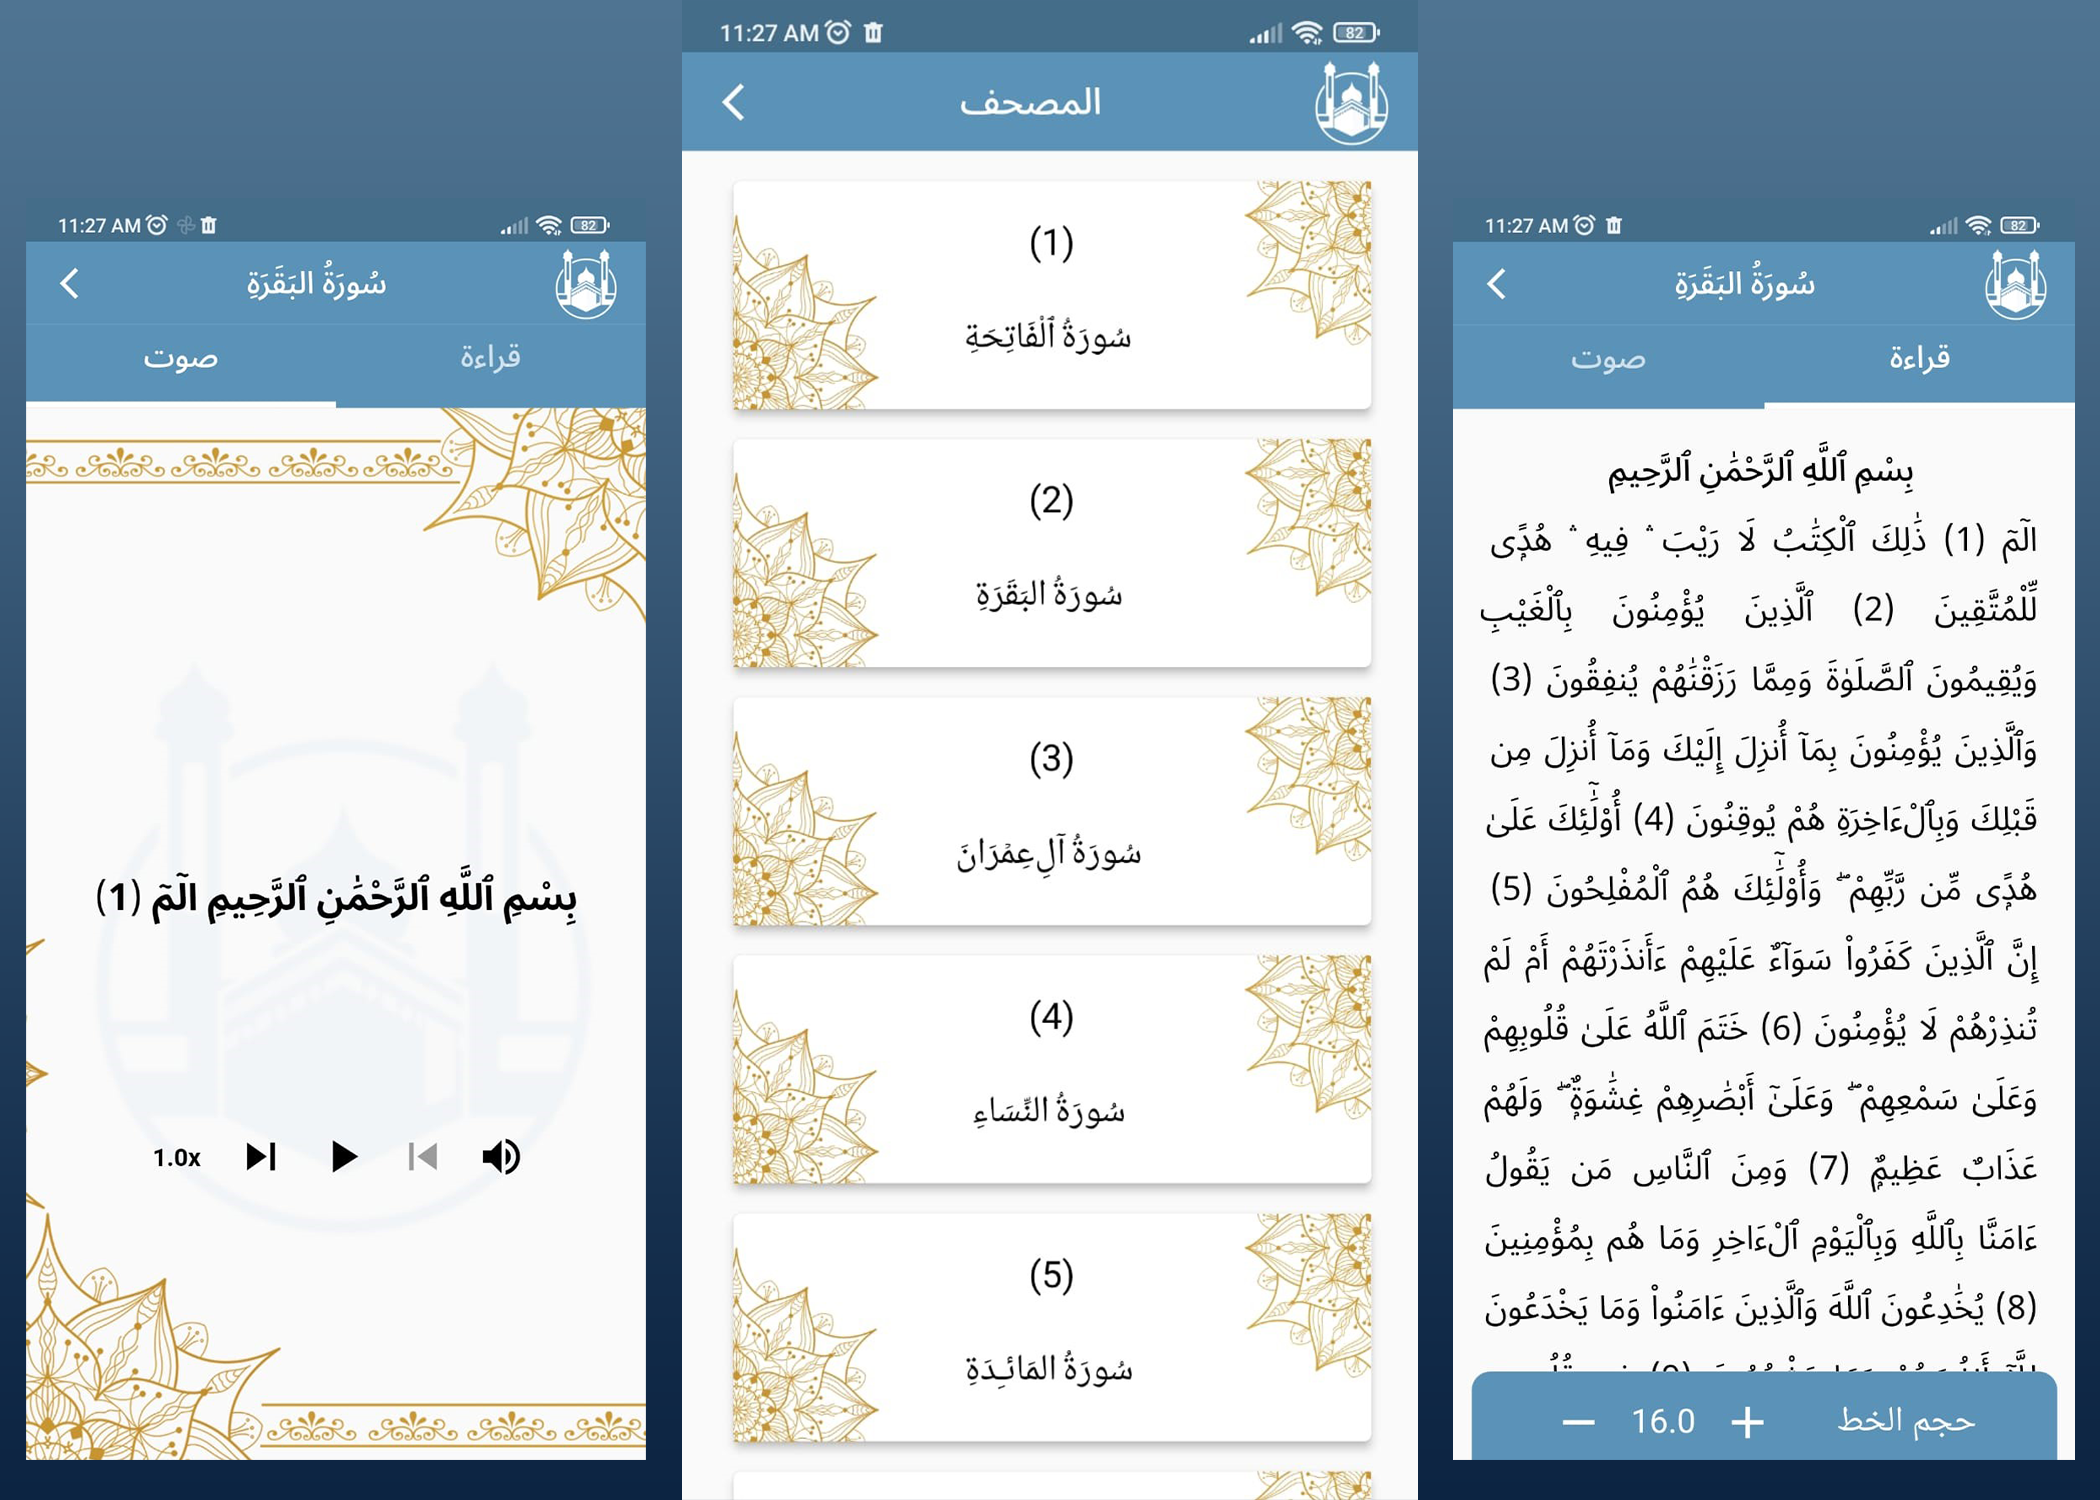 11:27 AM
82
سُورَةُ البَقَرَةِ
قراءة
صوت
بِسْمِ ٱللَّهِ ٱلرَّحْمَٰنِ ٱلرَّحِيمِ الٓمٓ (1)
1.0x
11:27 AM
82
المصحف
(1)
سُورَةُ ٱلْفَاتِحَةِ
(2)
سُورَةُ البَقَرَةِ
(3)
سُورَةُ آلِ عِمْرَانَ
(4)
سُورَةُ النِّسَاءِ
(5)
سُورَةُ المَائـِدَةِ
11:27 AM
82
سُورَةُ البَقَرَةِ
قراءة
صوت
بِسْمِ ٱللَّهِ ٱلرَّحْمَٰنِ ٱلرَّحِيمِ
الٓمٓ (1) ذَٰلِكَ ٱلْكِتَٰبُ لَا رَيْبَ ۛ فِيهِ ۛ هُدًۭى
لِّلْمُتَّقِينَ (2) ٱلَّذِينَ يُؤْمِنُونَ بِٱلْغَيْبِ
وَيُقِيمُونَ ٱلصَّلَوٰةَ وَمِمَّا رَزَقْنَٰهُمْ يُنفِقُونَ (3)
وَٱلَّذِينَ يُؤْمِنُونَ بِمَآ أُنزِلَ إِلَيْكَ وَمَآ أُنزِلَ مِن
قَبْلِكَ وَبِٱلْءَاخِرَةِ هُمْ يُوقِنُونَ (4) أُو۟لَٰٓئِكَ عَلَىٰ
هُدًۭى مِّن رَّبِّهِمْ ۖ وَأُو۟لَٰٓئِكَ هُمُ ٱلْمُفْلِحُونَ (5)
إِنَّ ٱلَّذِينَ كَفَرُوا۟ سَوَآءٌ عَلَيْهِمْ ءَأَنذَرْتَهُمْ أَمْ لَمْ
تُنذِرْهُمْ لَا يُؤْمِنُونَ (6) خَتَمَ ٱللَّهُ عَلَىٰ قُلُوبِهِمْ
وَعَلَىٰ سَمْعِهِمْ ۖ وَعَلَىٰٓ أَبْصَٰرِهِمْ غِشَٰوَةٌۭ ۖ وَلَهُمْ
عَذَابٌ عَظِيمٌۭ (7) وَمِنَ ٱلنَّاسِ مَن يَقُولُ
ءَامَنَّا بِٱللَّهِ وَبِٱلْيَوْمِ ٱلْءَاخِرِ وَمَا هُم بِمُؤْمِنِينَ
(8) يُخَٰدِعُونَ ٱللَّهَ وَٱلَّذِينَ ءَامَنُوا۟ وَمَا يَخْدَعُونَ
حجم الخط + 16.0 −